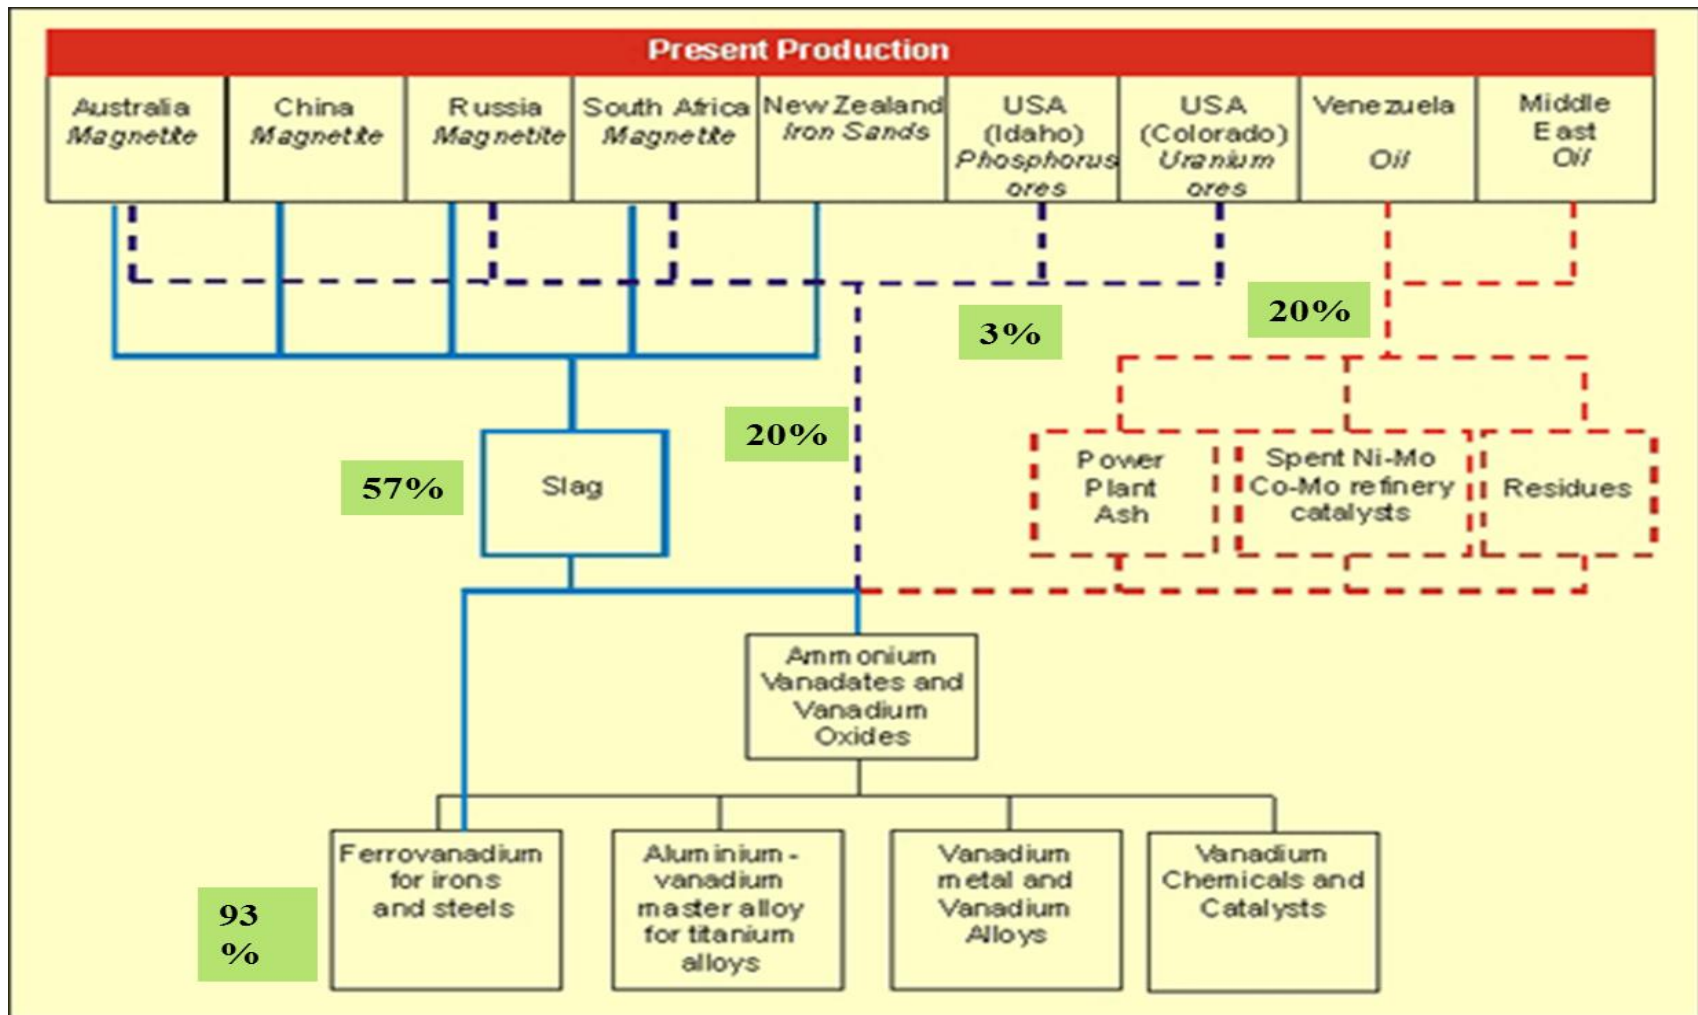 Present Production
Australia
Magnetite
China
Magnetite
Russia
Magnetite
South Africa
Magnetite
New Zealand
Iron Sands
USA
(Idaho)
Phosphorus
ores
USA
(Colorado)
Uranium
ores
Venezuela
Oil
Middle
East
Oil
3%
20%
20%
57%
Slag
Power
Plant
Ash
Spent Ni-Mo
Co-Mo refinery
catalysts
Residues
Ammonium
Vanadates and
Vanadium
Oxides
93
%
Ferrovanadium
for irons
and steels
Aluminium -
vanadium
master alloy
for titanium
alloys
Vanadium
metal and
Vanadium
Alloys
Vanadium
Chemicals and
Catalysts